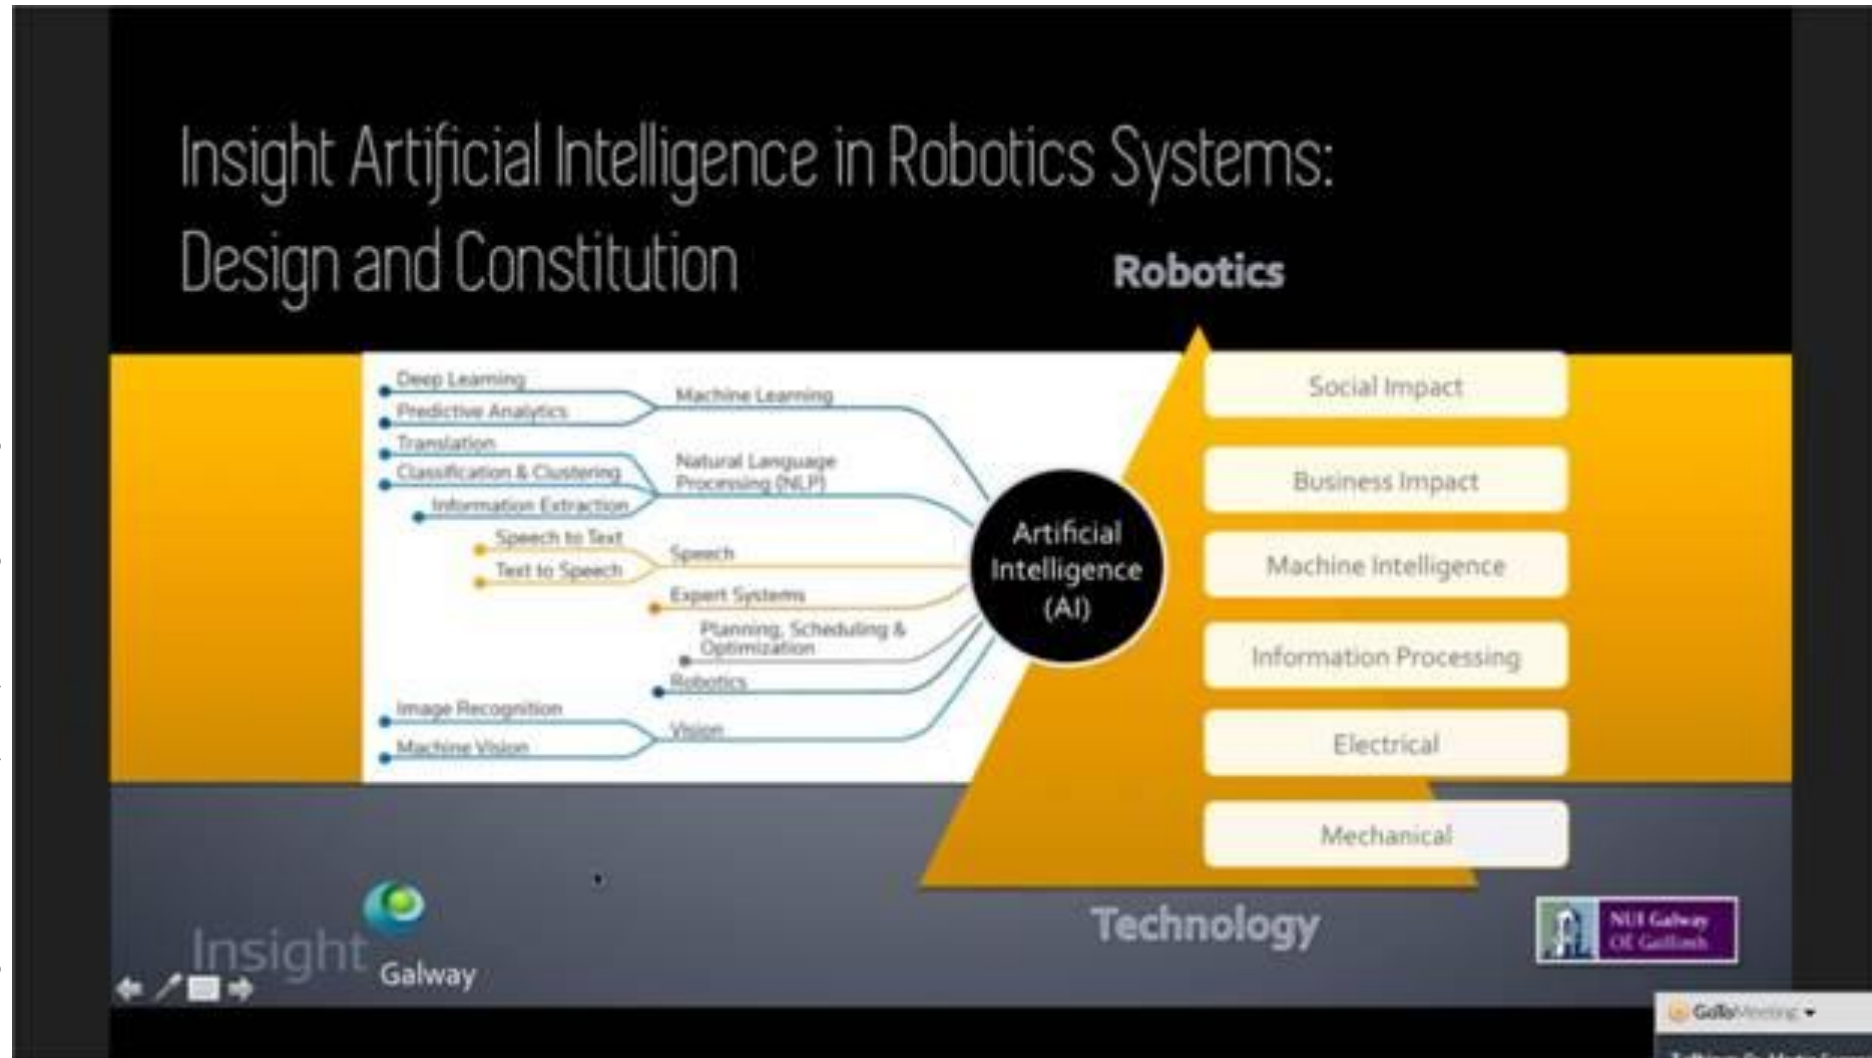 Insight Artificial Intelligence in Robotics Systems:
Design and Constitution
Robotics
Deep Learning
Predictive Analytics
Machine Learning
Translation
Classification & Clustering
Information Extraction
Natural Language
Processing (NLP)
Speech to Text
Text to Speech
Speech
Expert Systems
Planning, Scheduling &
Optimization
Robotics
Image Recognition
Machine Vision
Vision
Artificial
Intelligence
(AI)
Social Impact
Business Impact
Machine Intelligence
Information Processing
Electrical
Mechanical
Technology
Insight
Galway
NUI Galway
OÉ Gaillimh
GoToMeeting